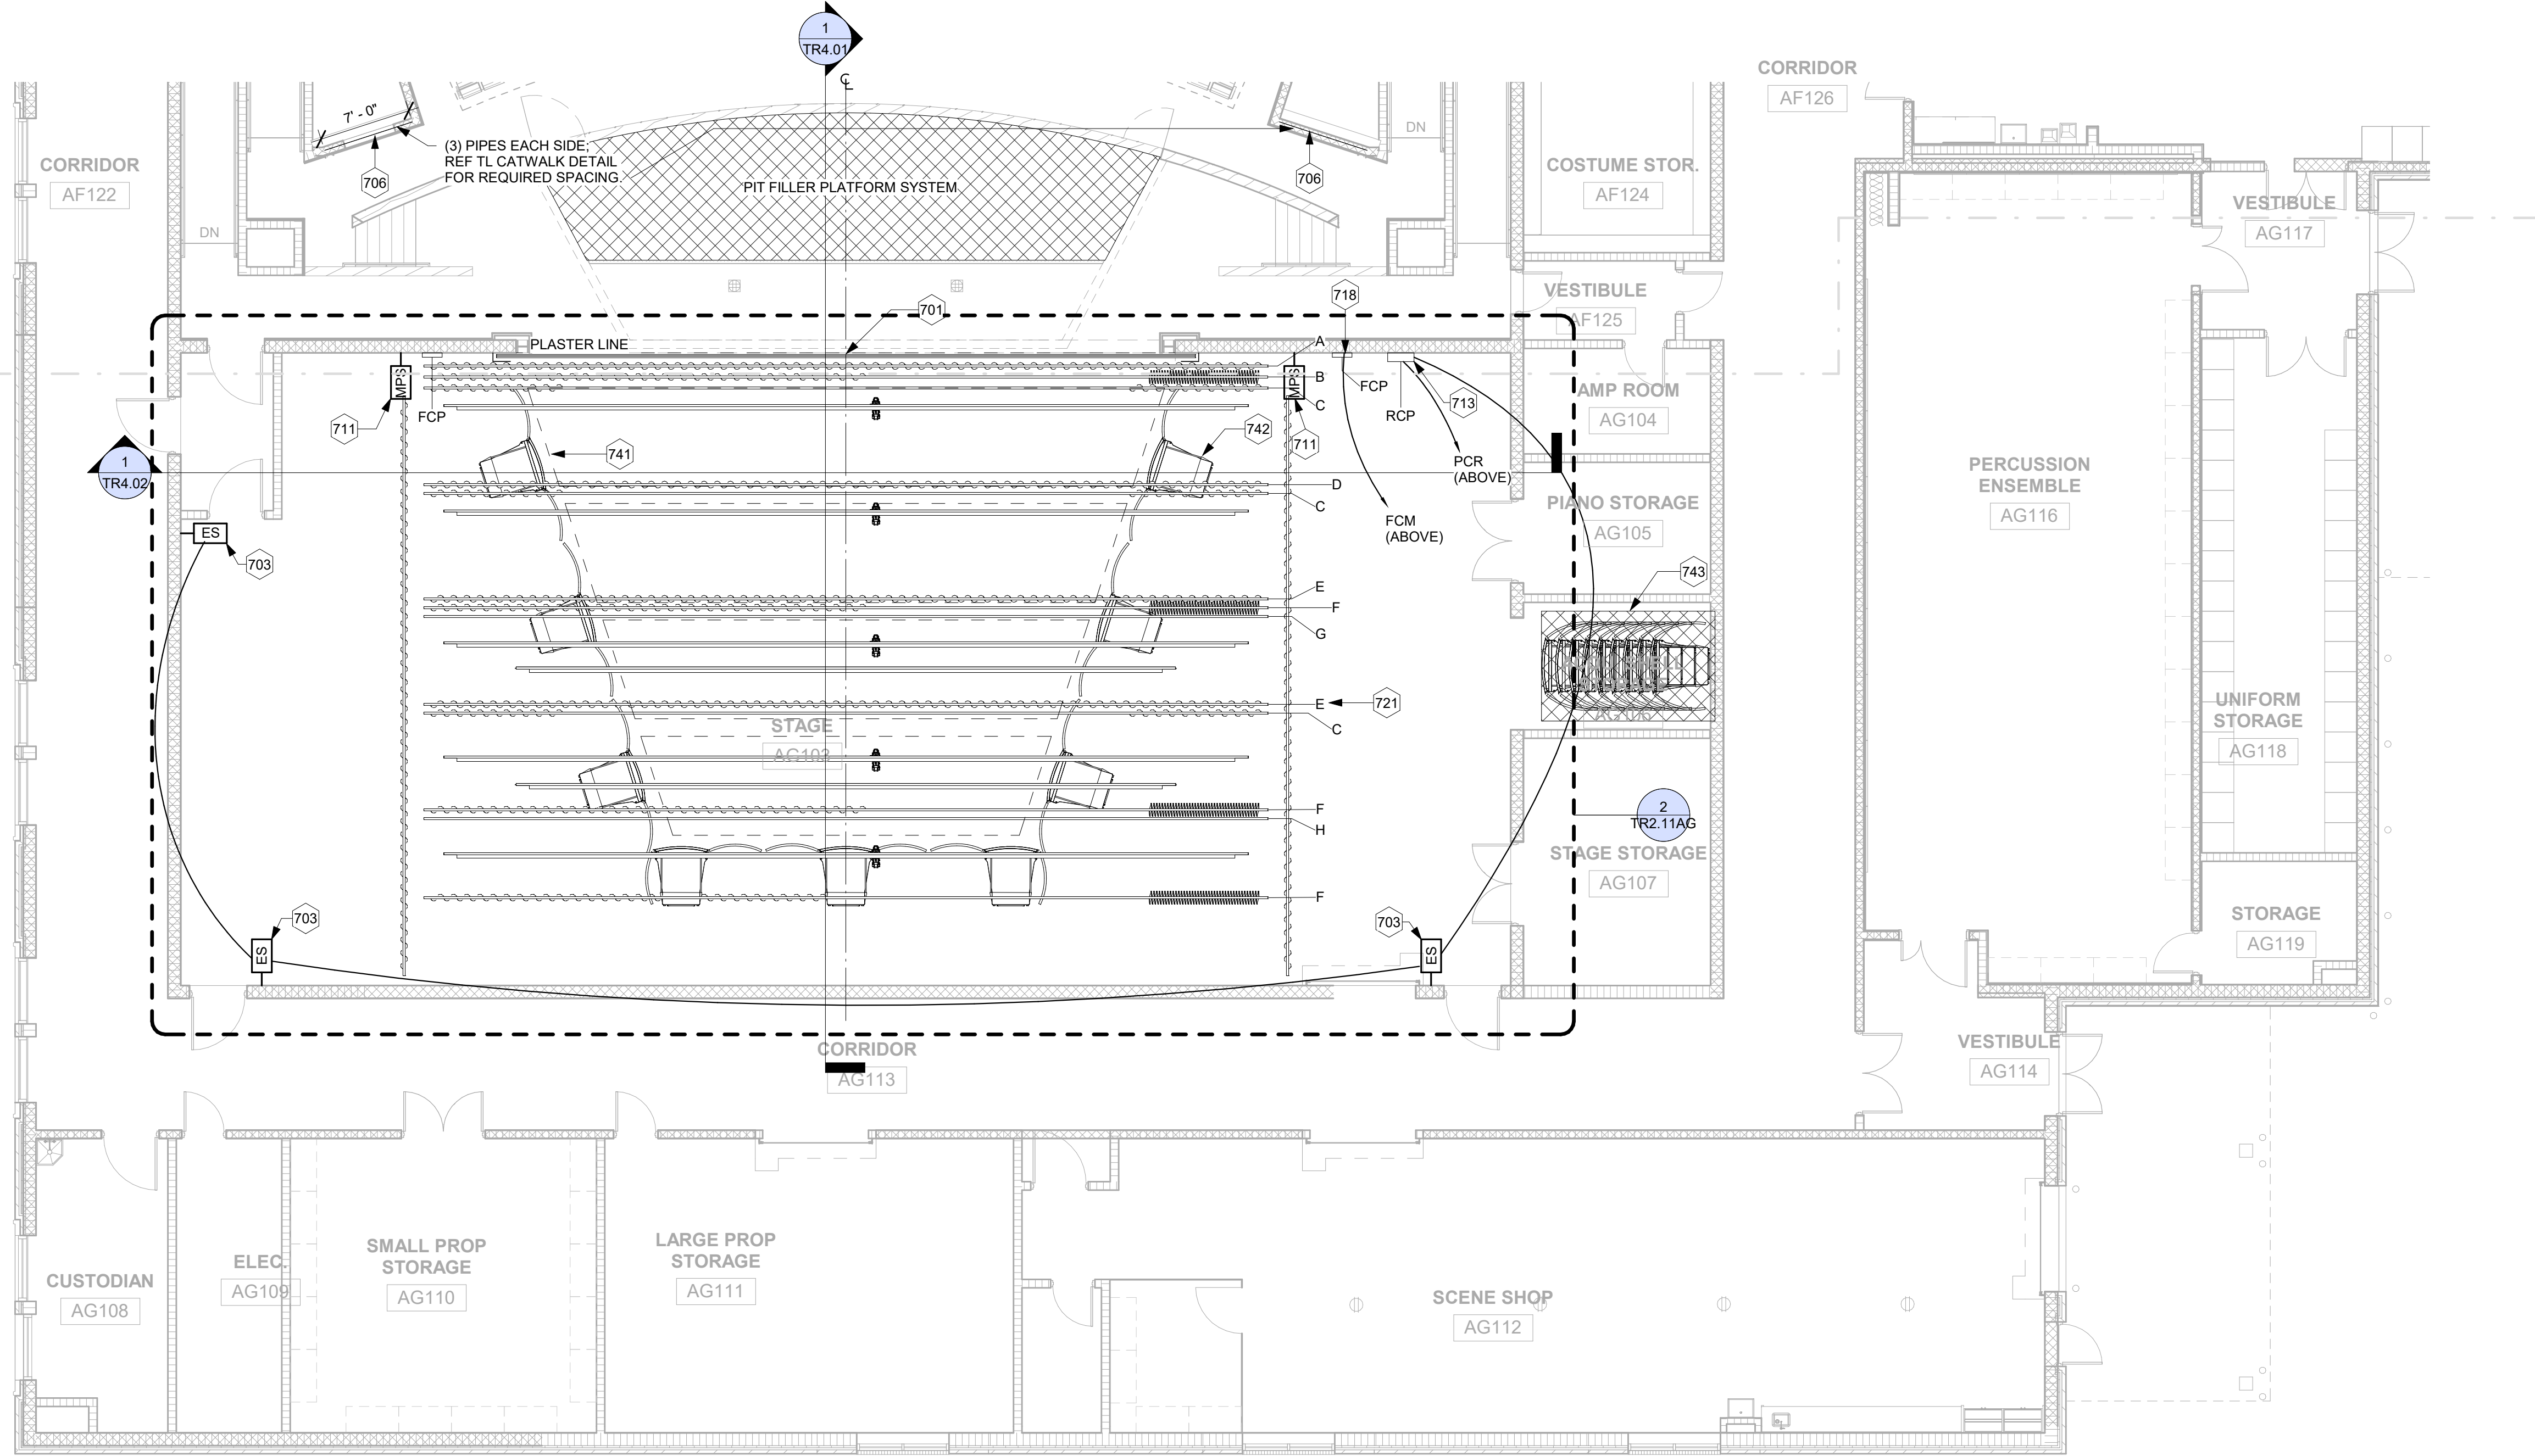 1
TR4.01
CL
CORRIDOR
AF126
7' - 0"
DN
DN
(3) PIPES EACH SIDE;
REF TL CATWALK DETAIL
FOR REQUIRED SPACING.
CORRIDOR
AF122
706
706
PIT FILLER PLATFORM SYSTEM
COSTUME STOR.
AF124
VESTIBULE
AG117
718
701
VESTIBULE
AF125
PLASTER LINE
A
B
C
MPS
MPS
FCP
FCP
RCP
713
711
711
AMP ROOM
AG104
742
741
1
TR4.02
PCR
(ABOVE)
D
C
PERCUSSION
ENSEMBLE
AG116
PIANO STORAGE
AG105
FCM
(ABOVE)
ES
703
743
E
F
G
E
721
C
STAGE
AG103
AG106
UNIFORM
STORAGE
AG118
F
H
2
TR2.11AG
STAGE STORAGE
AG107
F
703
703
ES
ES
STORAGE
AG119
CORRIDOR
AG113
VESTIBULE
AG114
SMALL PROP
STORAGE
AG110
LARGE PROP
STORAGE
AG111
ELEC.
AG109
CUSTODIAN
AG108
SCENE SHOP
AG112